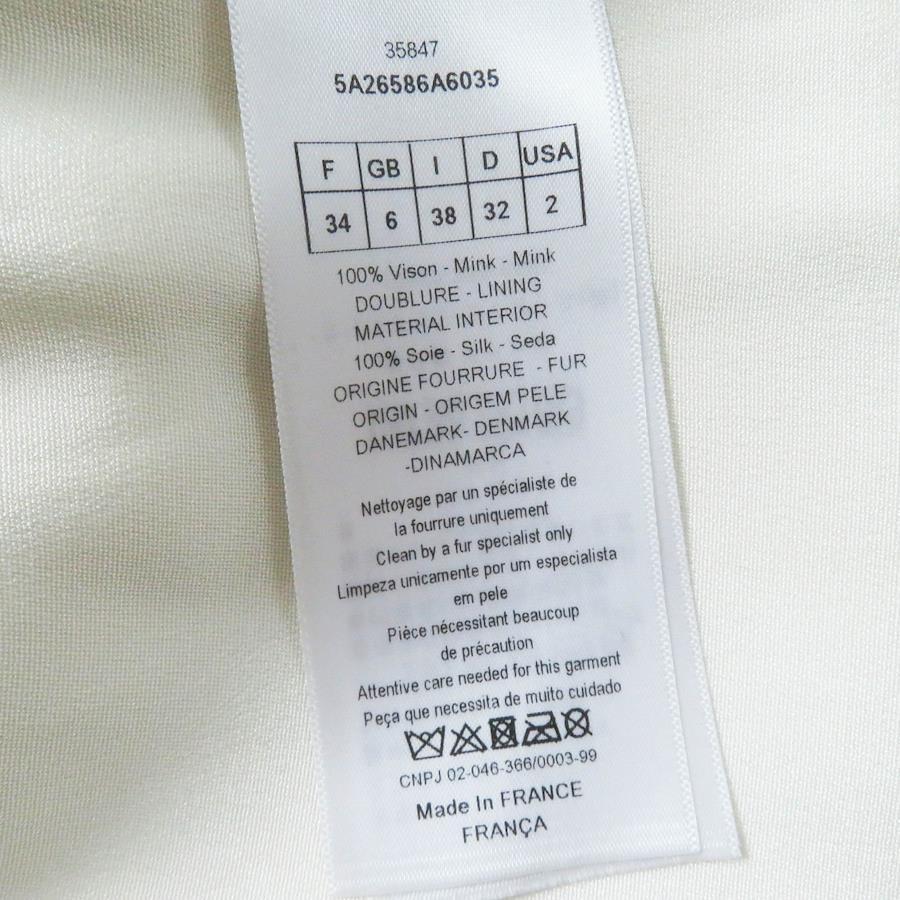 35847
5A26586A6035
F GB I D USA
34 6 38 32 2
100% Vison - Mink - Mink
DOUBLURE - LINING
MATERIAL INTERIOR
100% Soie - Silk - Seda
ORIGINE FOURRURE - FUR
ORIGIN - ORIGEM PELE
DANEMARK- DENMARK
-DINAMARCA
Nettoyage par un spécialiste de
la fourrure uniquement
Clean by a fur specialist only
Limpeza unicamente por um especialista
em pele
Pièce nécessitant beaucoup
de précaution
Attentive care needed for this garment
Peça que necessita de muito cuidado
CNPJ 02-046-366/0003-99
Made In FRANCE
FRANÇA